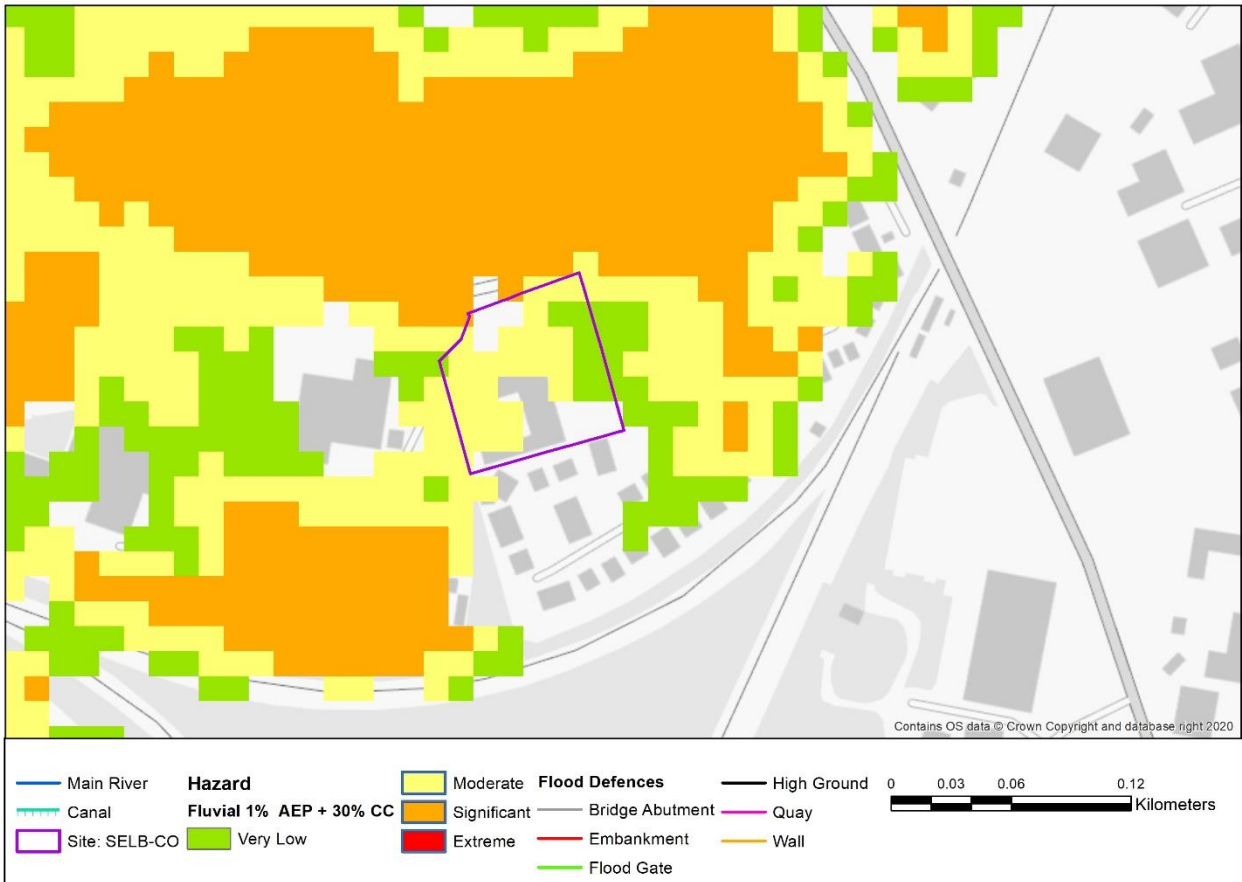 Contains OS data © Crown Copyright and database right 2020
Main River
Canal
Site: SELB-CO
Hazard
Fluvial 1% AEP + 30% CC
Very Low
Moderate
Significant
Extreme
Flood Defences
Bridge Abutment
Embankment
Flood Gate
High Ground
Quay
Wall
0 0.03 0.06 0.12
Kilometers